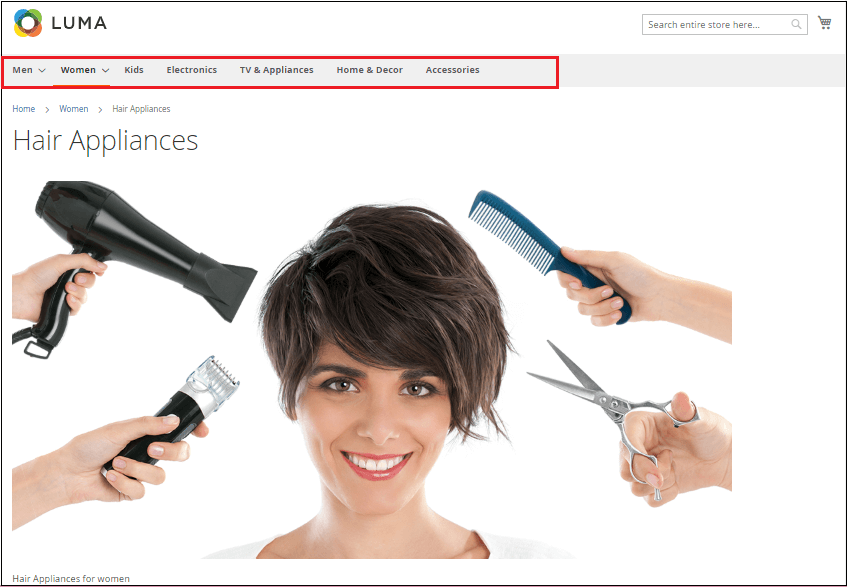 LUMA
Search entire store here...
Men Women Kids Electronics TV & Appliances Home & Decor Accessories
Home > Women > Hair Appliances
Hair Appliances
Hair Appliances for women